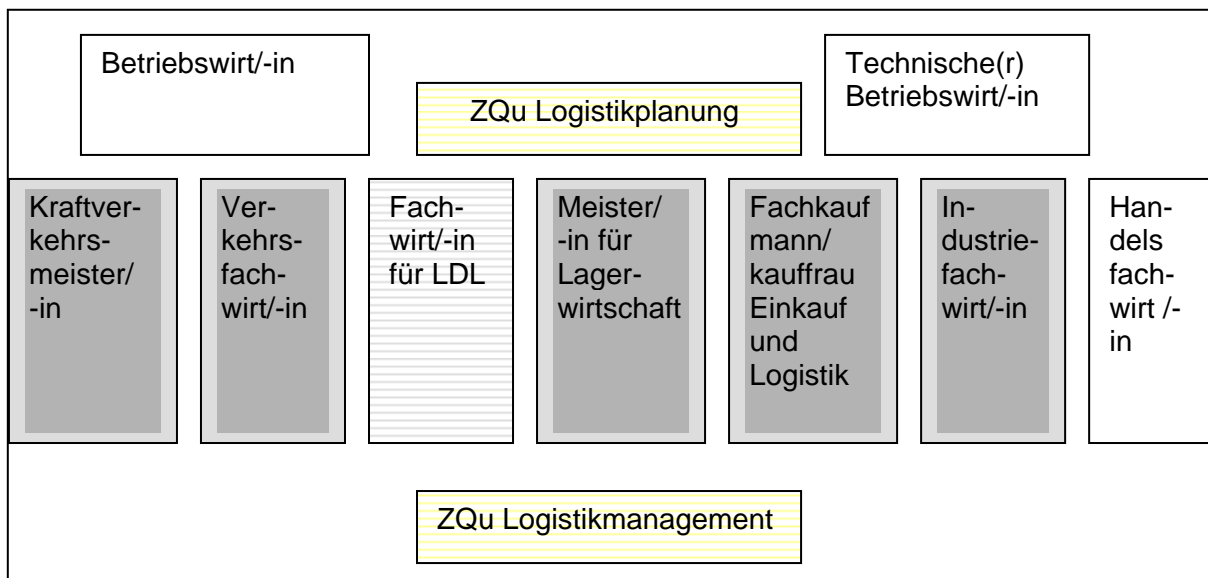 Betriebswirt/-in
Technische(r)
Betriebswirt/-in
ZQu Logistikplanung
Kraftver-
kehrs-
meister/
-in
Ver-
kehrs-
fach-
wirt/-in
Fach-
wirt/-in
für LDL
Meister/
-in für
Lager-
wirtschaft
Fachkauf
mann/
kauffrau
Einkauf
und
Logistik
In-
dustrie-
fach-
wirt/-in
Han-
dels
fach-
wirt /-
in
ZQu Logistikmanagement